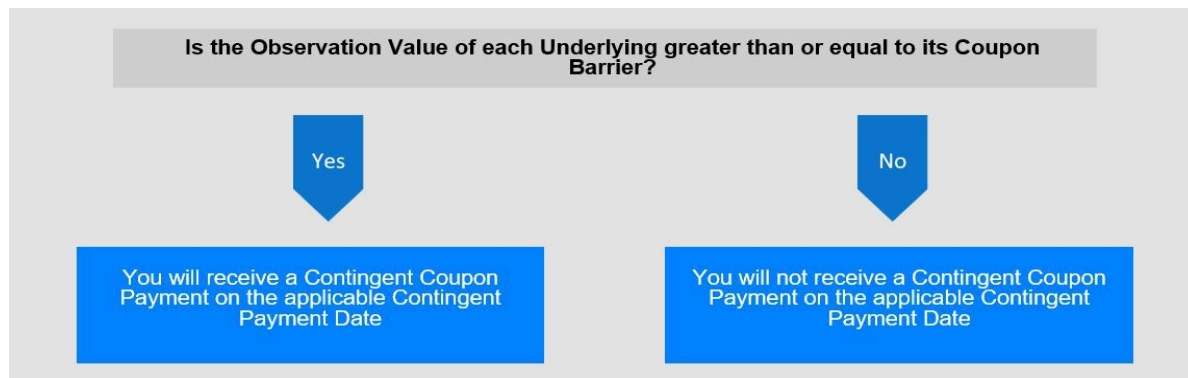 Is the Observation Value of each Underlying greater than or equal to its Coupon
Barrier?
Yes
No
You will receive a Contingent Coupon
Payment on the applicable Contingent
Payment Date
You will not receive a Contingent Coupon
Payment on the applicable Contingent
Payment Date